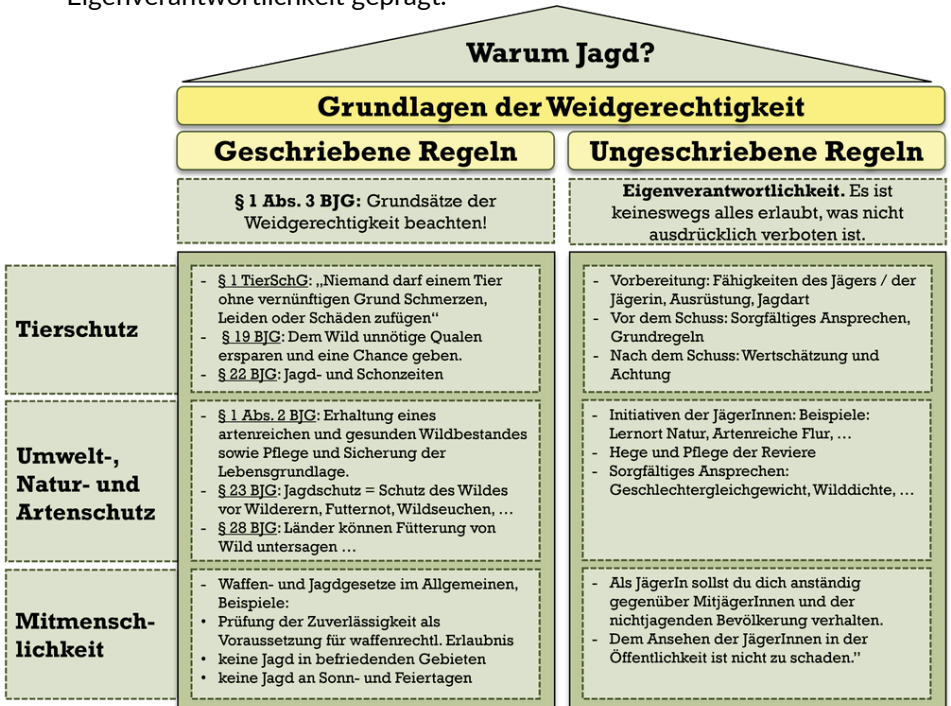 Eigenverantwortlichkeit geprägt.
Warum Jagd?
Grundlagen der Weidgerechtigkeit
Geschriebene Regeln
Ungeschriebene Regeln
§ 1 Abs. 3 BJG: Grundsätze der
Weidgerechtigkeit beachten!
Eigenverantwortlichkeit. Es ist
keineswegs alles erlaubt, was nicht
ausdrücklich verboten ist.
Tierschutz
- § 1 TierSchG: „Niemand darf einem Tier
ohne vernünftigen Grund Schmerzen,
Leiden oder Schäden zufügen“
- § 19 BJG: Dem Wild unnötige Qualen
ersparen und eine Chance geben.
- § 22 BJG: Jagd- und Schonzeiten
- Vorbereitung: Fähigkeiten des Jägers / der
Jägerin, Ausrüstung, Jagdart
- Vor dem Schuss: Sorgfältiges Ansprechen,
Grundregeln
- Nach dem Schuss: Wertschätzung und
Achtung
Umwelt-,
Natur- und
Artenschutz
- § 1 Abs. 2 BJG: Erhaltung eines
artenreichen und gesunden Wildbestandes
sowie Pflege und Sicherung der
Lebensgrundlage.
- § 23 BJG: Jagdschutz = Schutz des Wildes
vor Wilderern, Futternot, Wildseuchen, …
- § 28 BJG: Länder können Fütterung von
Wild untersagen …
- Initiativen der JägerInnen: Beispiele:
Lernort Natur, Artenreiche Flur, …
- Hege und Pflege der Reviere
- Sorgfältiges Ansprechen:
Geschlechtergleichgewicht, Wilddichte, …
Mitmensch-
lichkeit
- Waffen- und Jagdgesetze im Allgemeinen,
Beispiele:
• Prüfung der Zuverlässigkeit als
Voraussetzung für waffenrechtl. Erlaubnis
• keine Jagd in befriedenden Gebieten
• keine Jagd an Sonn- und Feiertagen
- Als JägerIn sollst du dich anständig
gegenüber MitjägerInnen und der
nichtjagenden Bevölkerung verhalten.
- Dem Ansehen der JägerInnen in der
Öffentlichkeit ist nicht zu schaden.”